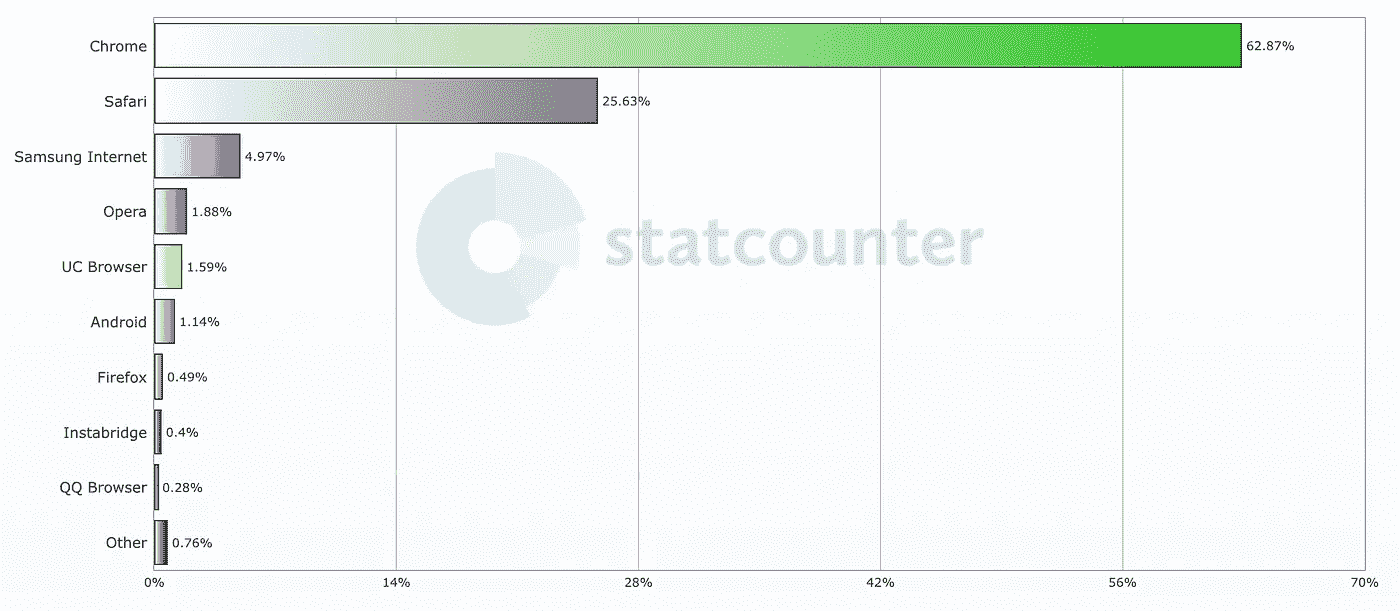 Chrome 62.87%
Safari 25.63%
Samsung Internet 4.97%
statcounter
Opera 1.88%
UC Browser 1.59%
Android 1.14%
Firefox 0.49%
Instabridge 0.4%
QQ Browser 0.28%
Other 0.76%
0% 14% 28% 42% 56% 70%